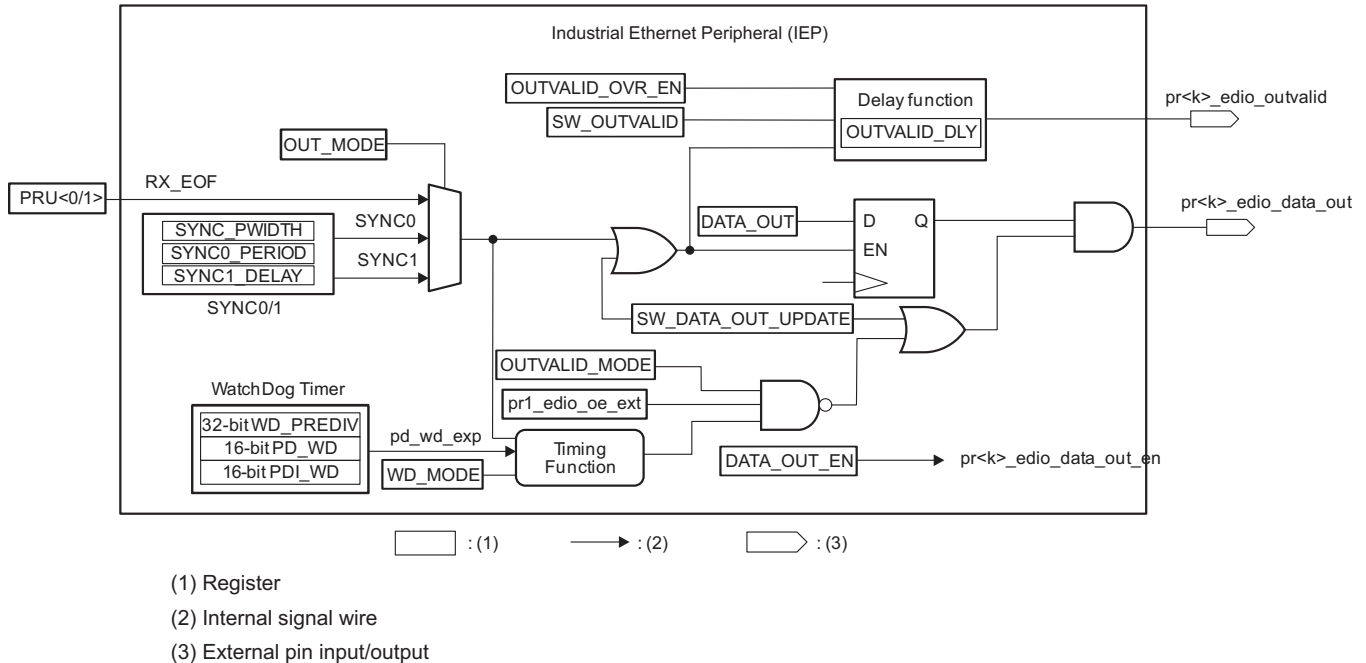 Industrial Ethernet Peripheral (IEP)
OUTVALID_OVR_EN
SW_OUTVALID
Delay function
OUTVALID_DLY
pr<k>_edio_outvalid
OUT_MODE
PRU<0/1>
RX_EOF
SYNC_PWIDTH
SYNC0_PERIOD
SYNC1_DELAY
SYNC0/1
SYNC0
SYNC1
DATA_OUT
D
Q
EN
pr<k>_edio_data_out
SW_DATA_OUT_UPDATE
OUTVALID_MODE
pr1_edio_oe_ext
WatchDog Timer
32-bit WD_PREDIV
16-bit PD_WD
16-bit PDI_WD
pd_wd_exp
WD_MODE
Timing
Function
DATA_OUT_EN
pr<k>_edio_data_out_en
: (1)
: (2)
: (3)
(1) Register
(2) Internal signal wire
(3) External pin input/output